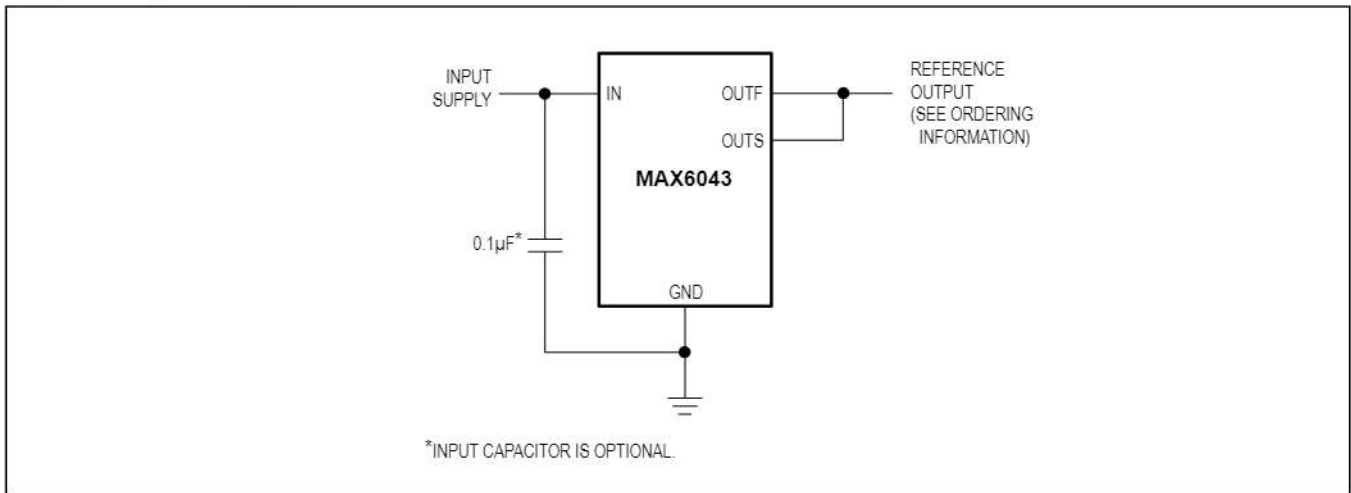 INPUT
SUPPLY
IN
OUTF
OUTS
REFERENCE
OUTPUT
(SEE ORDERING
INFORMATION)
MAX6043
0.1µF*
GND
*INPUT CAPACITOR IS OPTIONAL.